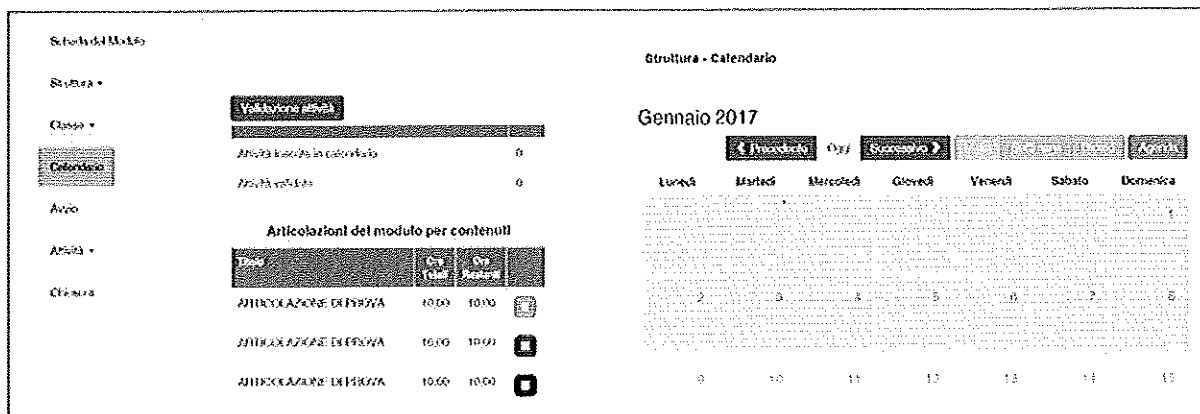 Scheda del Modulo
Struttura
Classe
Calendario
Avvio
Attività
Chiusura
Validazione attività
Attività inserite in calendario 0
Attività validate 0
Articolazioni del modulo per contenuti
Titolo Ore Totali Ore Restanti
ARTICOLAZIONE DI PROVA 10,00 10,00
ARTICOLAZIONE DI PROVA 10,00 10,00
ARTICOLAZIONE DI PROVA 10,00 10,00
Struttura - Calendario
Gennaio 2017
Precedente Oggi Successivo Agenda
Lunedì Martedì Mercoledì Giovedì Venerdì Sabato Domenica
1
2 3 4 5 6 7 8
9 10 11 12 13 14 15